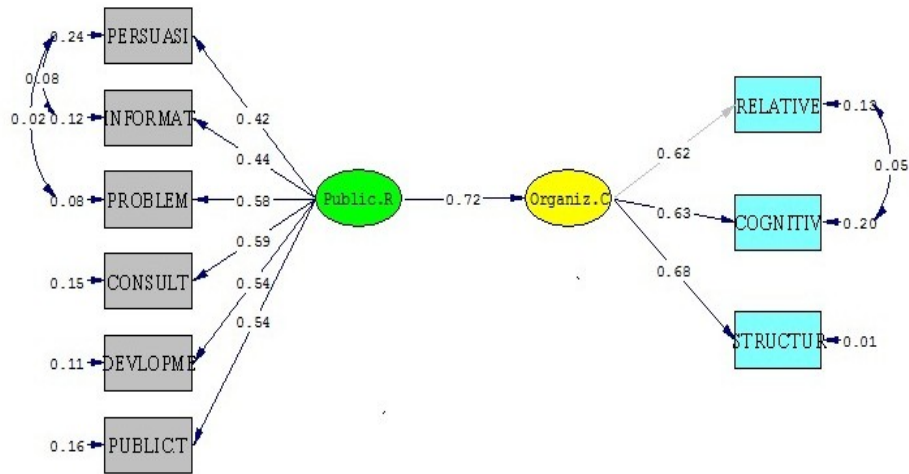 0.24 PERSUASI
0.08
0.02 0.12 INFORMAT
0.08 PROBLEM
0.15 CONSULT
0.11 DEVLOPME
0.16 PUBLICT
0.42
0.44
0.58
0.59
0.54
0.54
Public.R 0.72 Organiz.C
0.62
0.63
0.68
RELATIVE 0.13
0.05
COGNITIV 0.20
STRUCTUR 0.01